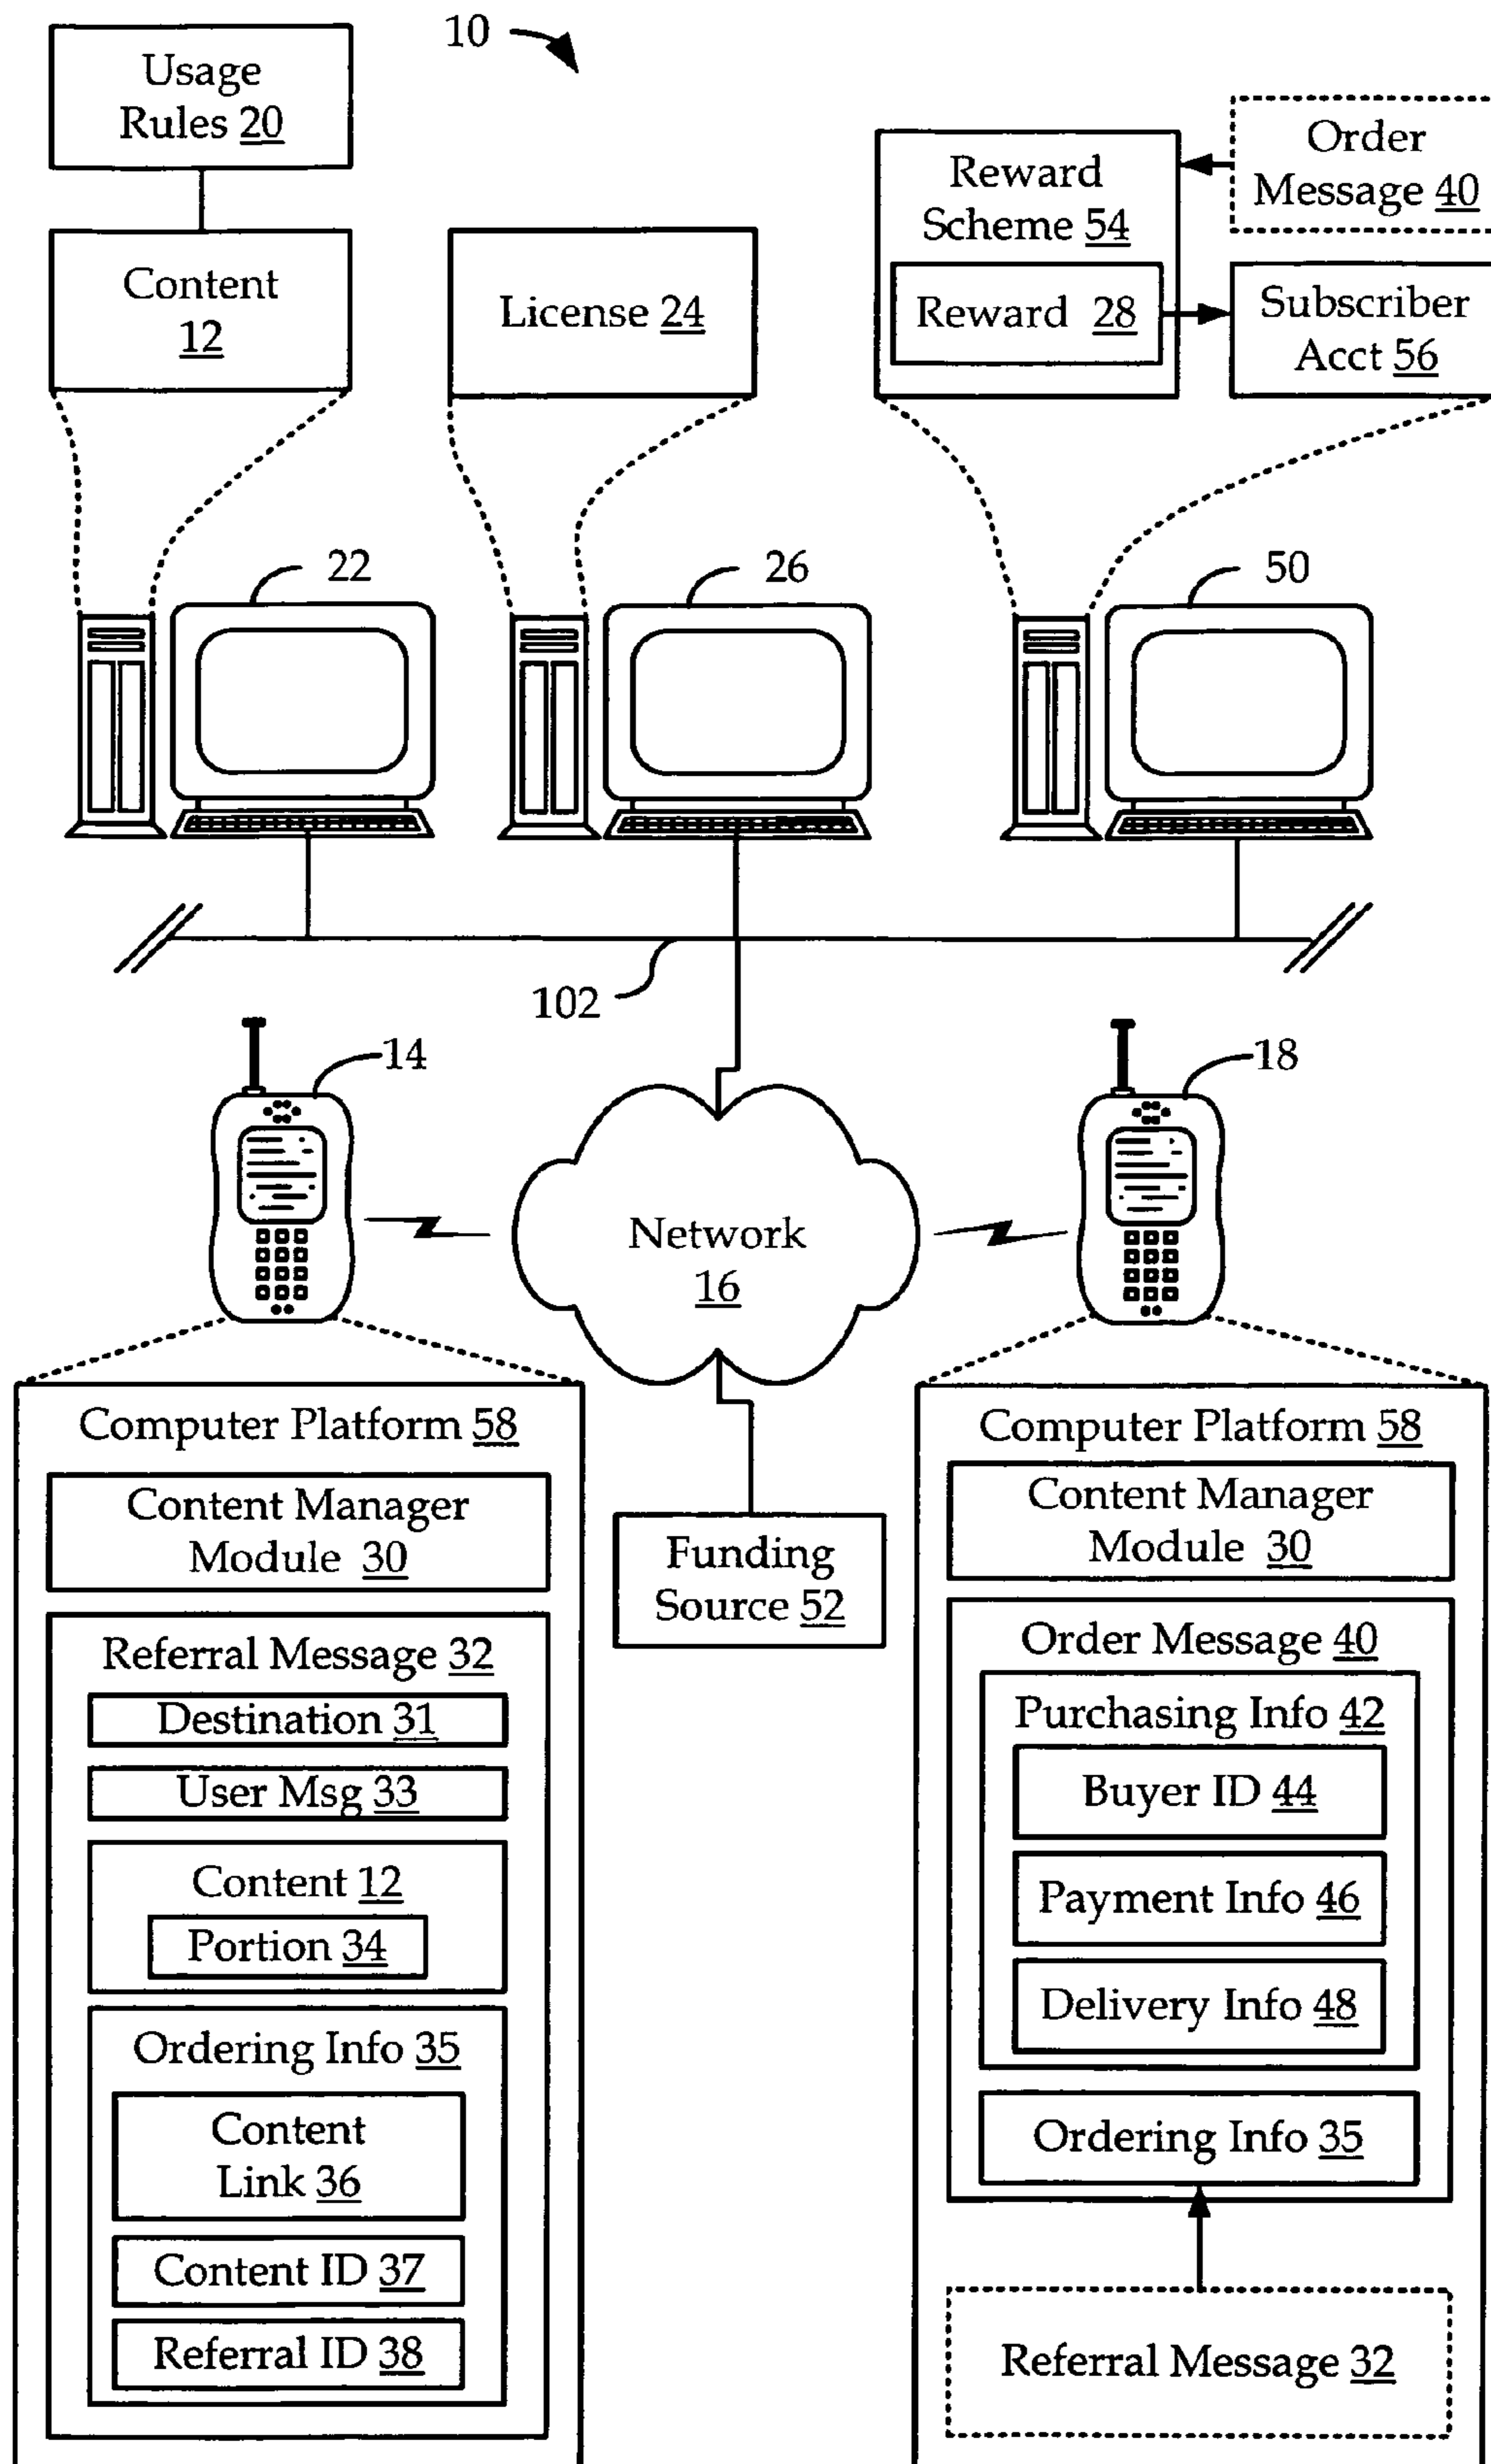 10
Usage
Rules 20
Content
12
License 24
Reward
Scheme 54
Reward 28
Order
Message 40
Subscriber
Acct 56
22
26
50
102
14
18
Network
16
Funding
Source 52
Computer Platform 58
Content Manager
Module 30
Referral Message 32
Destination 31
User Msg 33
Content 12
Portion 34
Ordering Info 35
Content
Link 36
Content ID 37
Referral ID 38
Computer Platform 58
Content Manager
Module 30
Order Message 40
Purchasing Info 42
Buyer ID 44
Payment Info 46
Delivery Info 48
Ordering Info 35
Referral Message 32